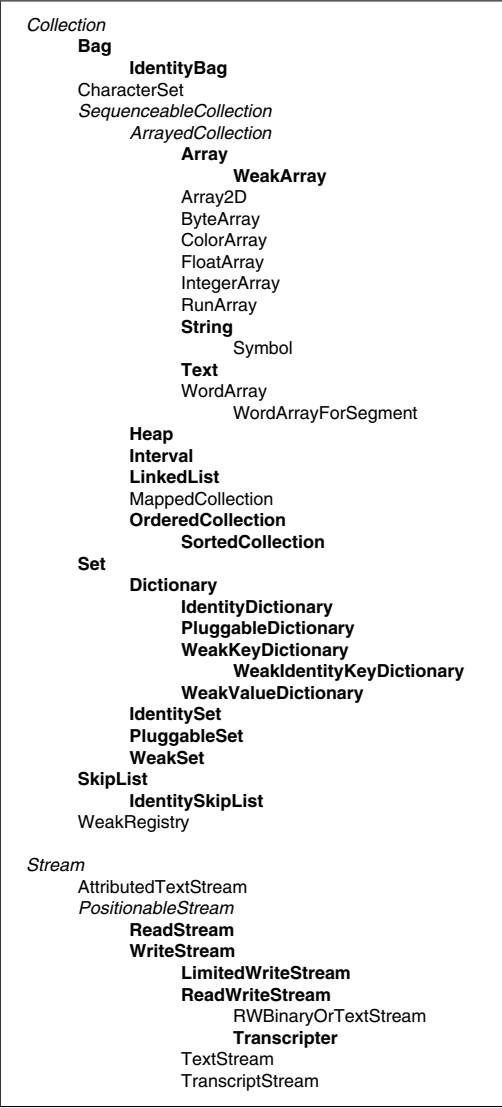 Collection
Bag
IdentityBag
CharacterSet
SequenceableCollection
ArrayedCollection
Array
WeakArray
Array2D
ByteArray
ColorArray
FloatArray
IntegerArray
RunArray
String
Symbol
Text
WordArray
WordArrayForSegment
Heap
Interval
LinkedList
MappedCollection
OrderedCollection
SortedCollection
Set
Dictionary
IdentityDictionary
PluggableDictionary
WeakKeyDictionary
WeakIdentityKeyDictionary
WeakValueDictionary
IdentitySet
PluggableSet
WeakSet
SkipList
IdentitySkipList
WeakRegistry
Stream
AttributedTextStream
PositionableStream
ReadStream
WriteStream
LimitedWriteStream
ReadWriteStream
RWBinaryOrTextStream
Transcripter
TextStream
TranscriptStream